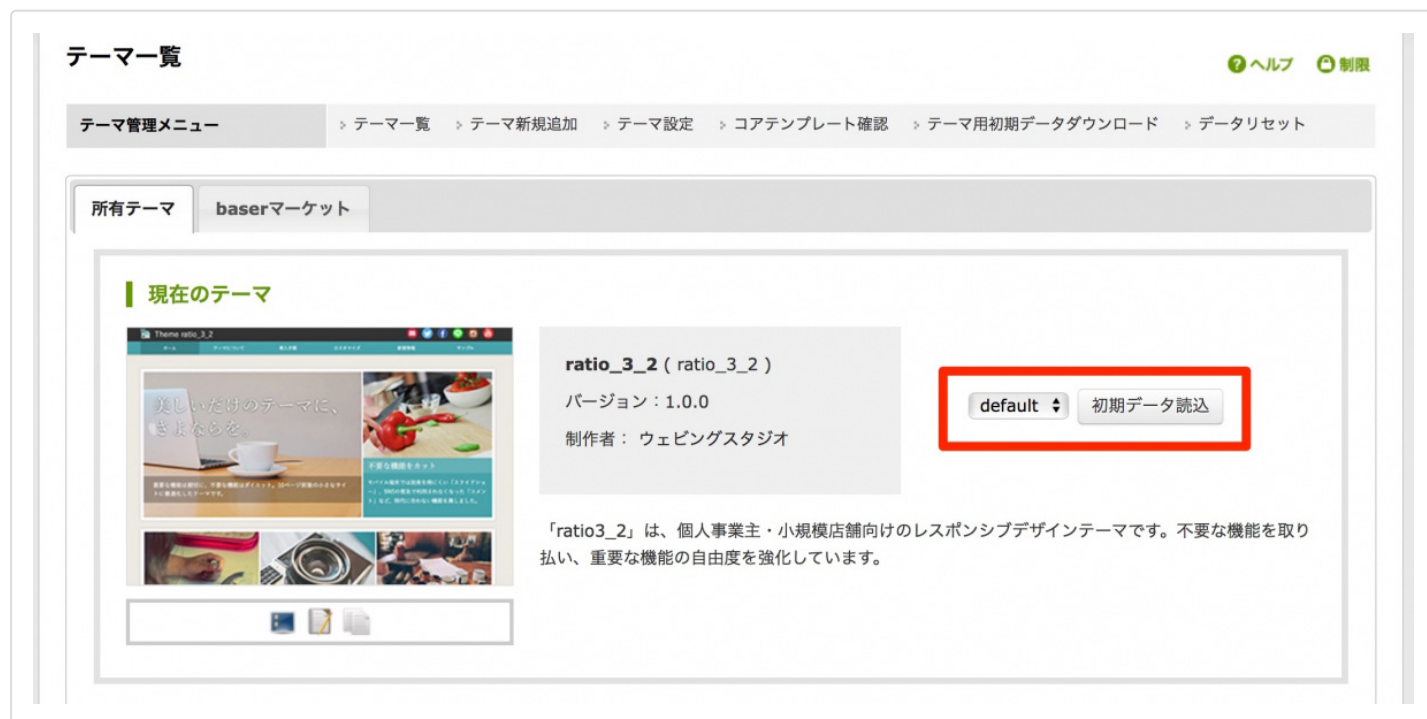 テーマ一覧
ヘルプ 制限
テーマ管理メニュー テーマ一覧 テーマ新規追加 テーマ設定 コアテンプレート確認 テーマ用初期データダウンロード データリセット
所有テーマ baserマーケット
現在のテーマ
Theme ratio_3_2
美しいだけのテーマに、
さよならを。
不要な機能をカット
ratio_3_2 ( ratio_3_2 )
バージョン：1.0.0
制作者： ウェビングスタジオ
default 初期データ読込
「ratio3_2」は、個人事業主・小規模店舗向けのレスポンシブデザインテーマです。不要な機能を取り
払い、重要な機能の自由度を強化しています。